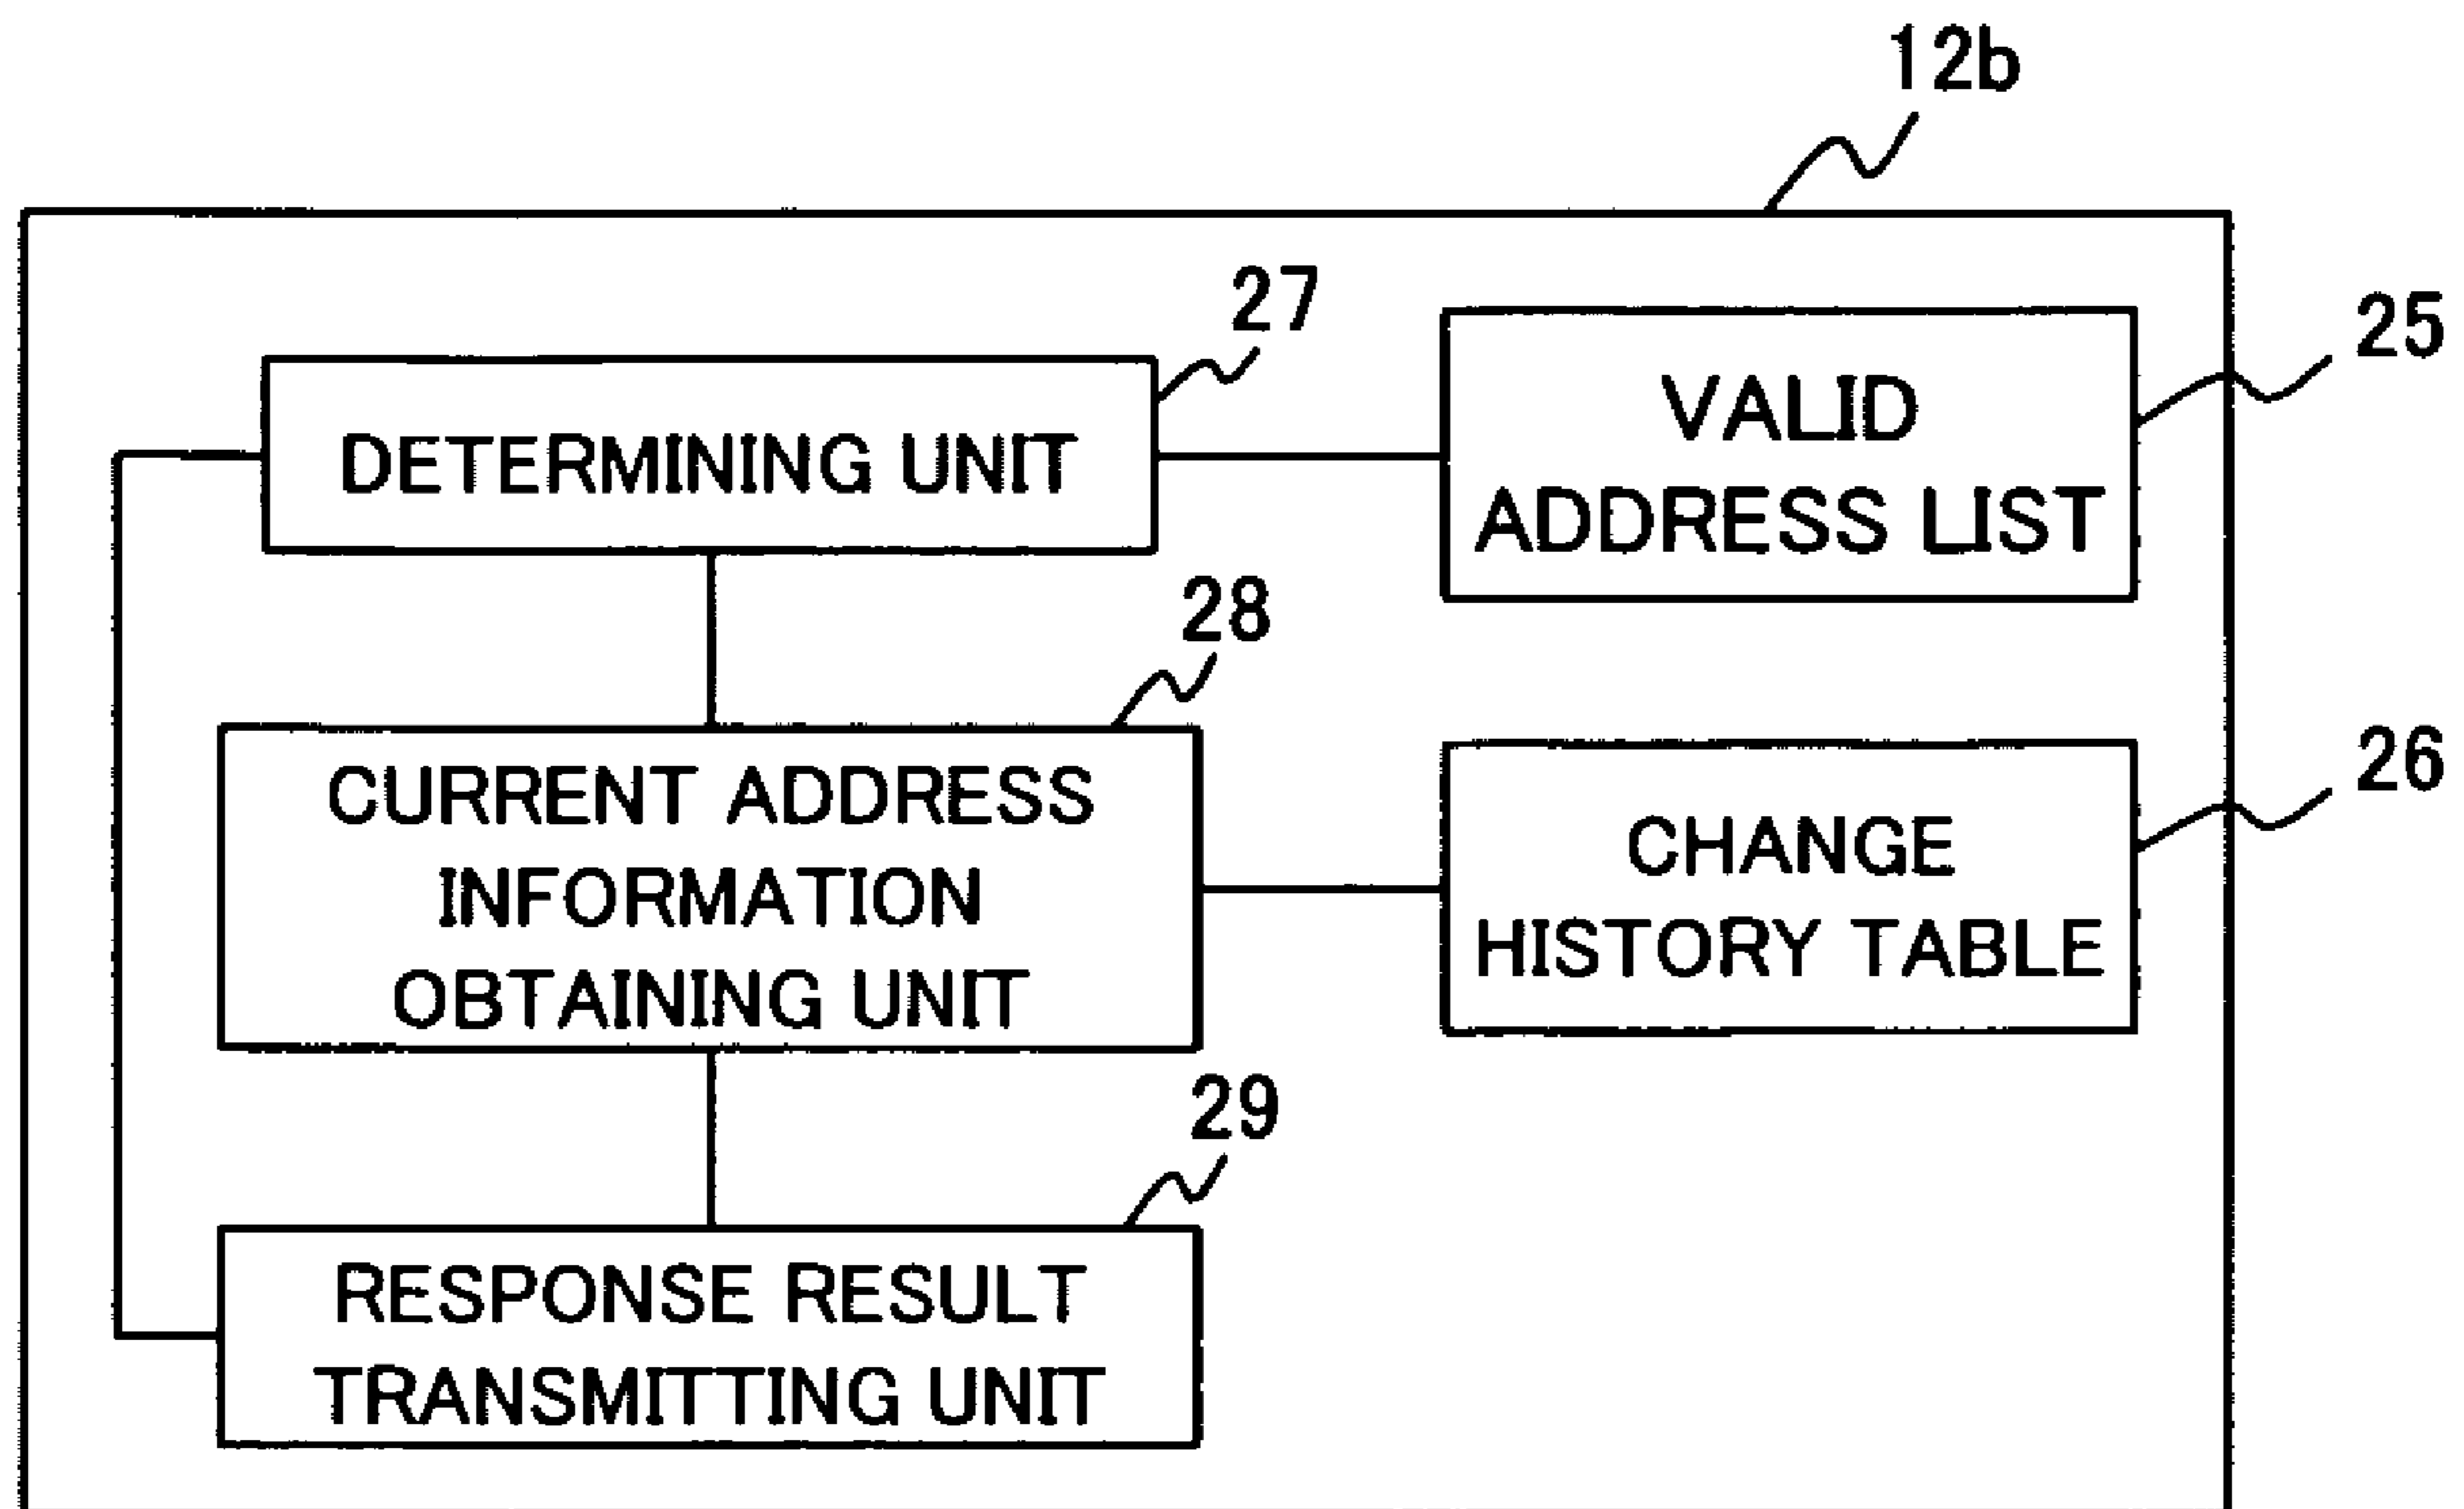 12b
27
DETERMINING UNIT
25
VALID
ADDRESS LIST
28
CURRENT ADDRESS
INFORMATION
OBTAINING UNIT
26
CHANGE
HISTORY TABLE
29
RESPONSE RESULT
TRANSMITTING UNIT